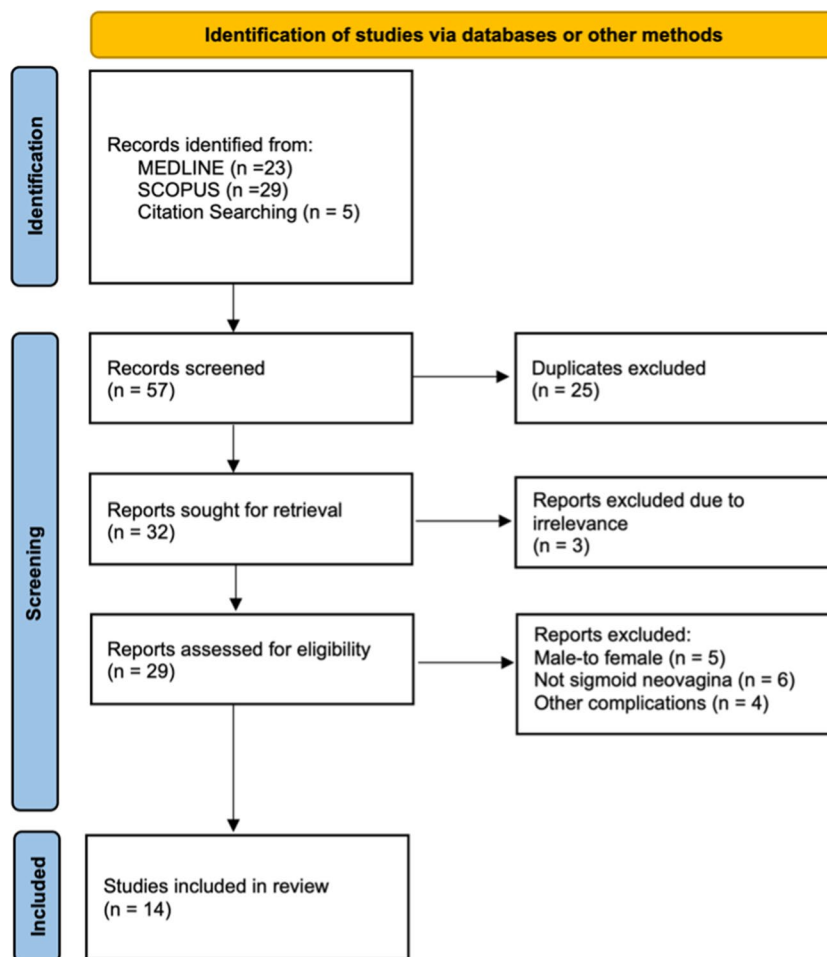 Identification of studies via databases or other methods
Identification
Records identified from:
MEDLINE (n =23)
SCOPUS (n =29)
Citation Searching (n = 5)
Screening
Records screened
(n = 57)
Duplicates excluded
(n = 25)
Reports sought for retrieval
(n = 32)
Reports excluded due to
irrelevance
(n = 3)
Reports assessed for eligibility
(n = 29)
Reports excluded:
Male-to female (n = 5)
Not sigmoid neovagina (n = 6)
Other complications (n = 4)
Included
Studies included in review
(n = 14)